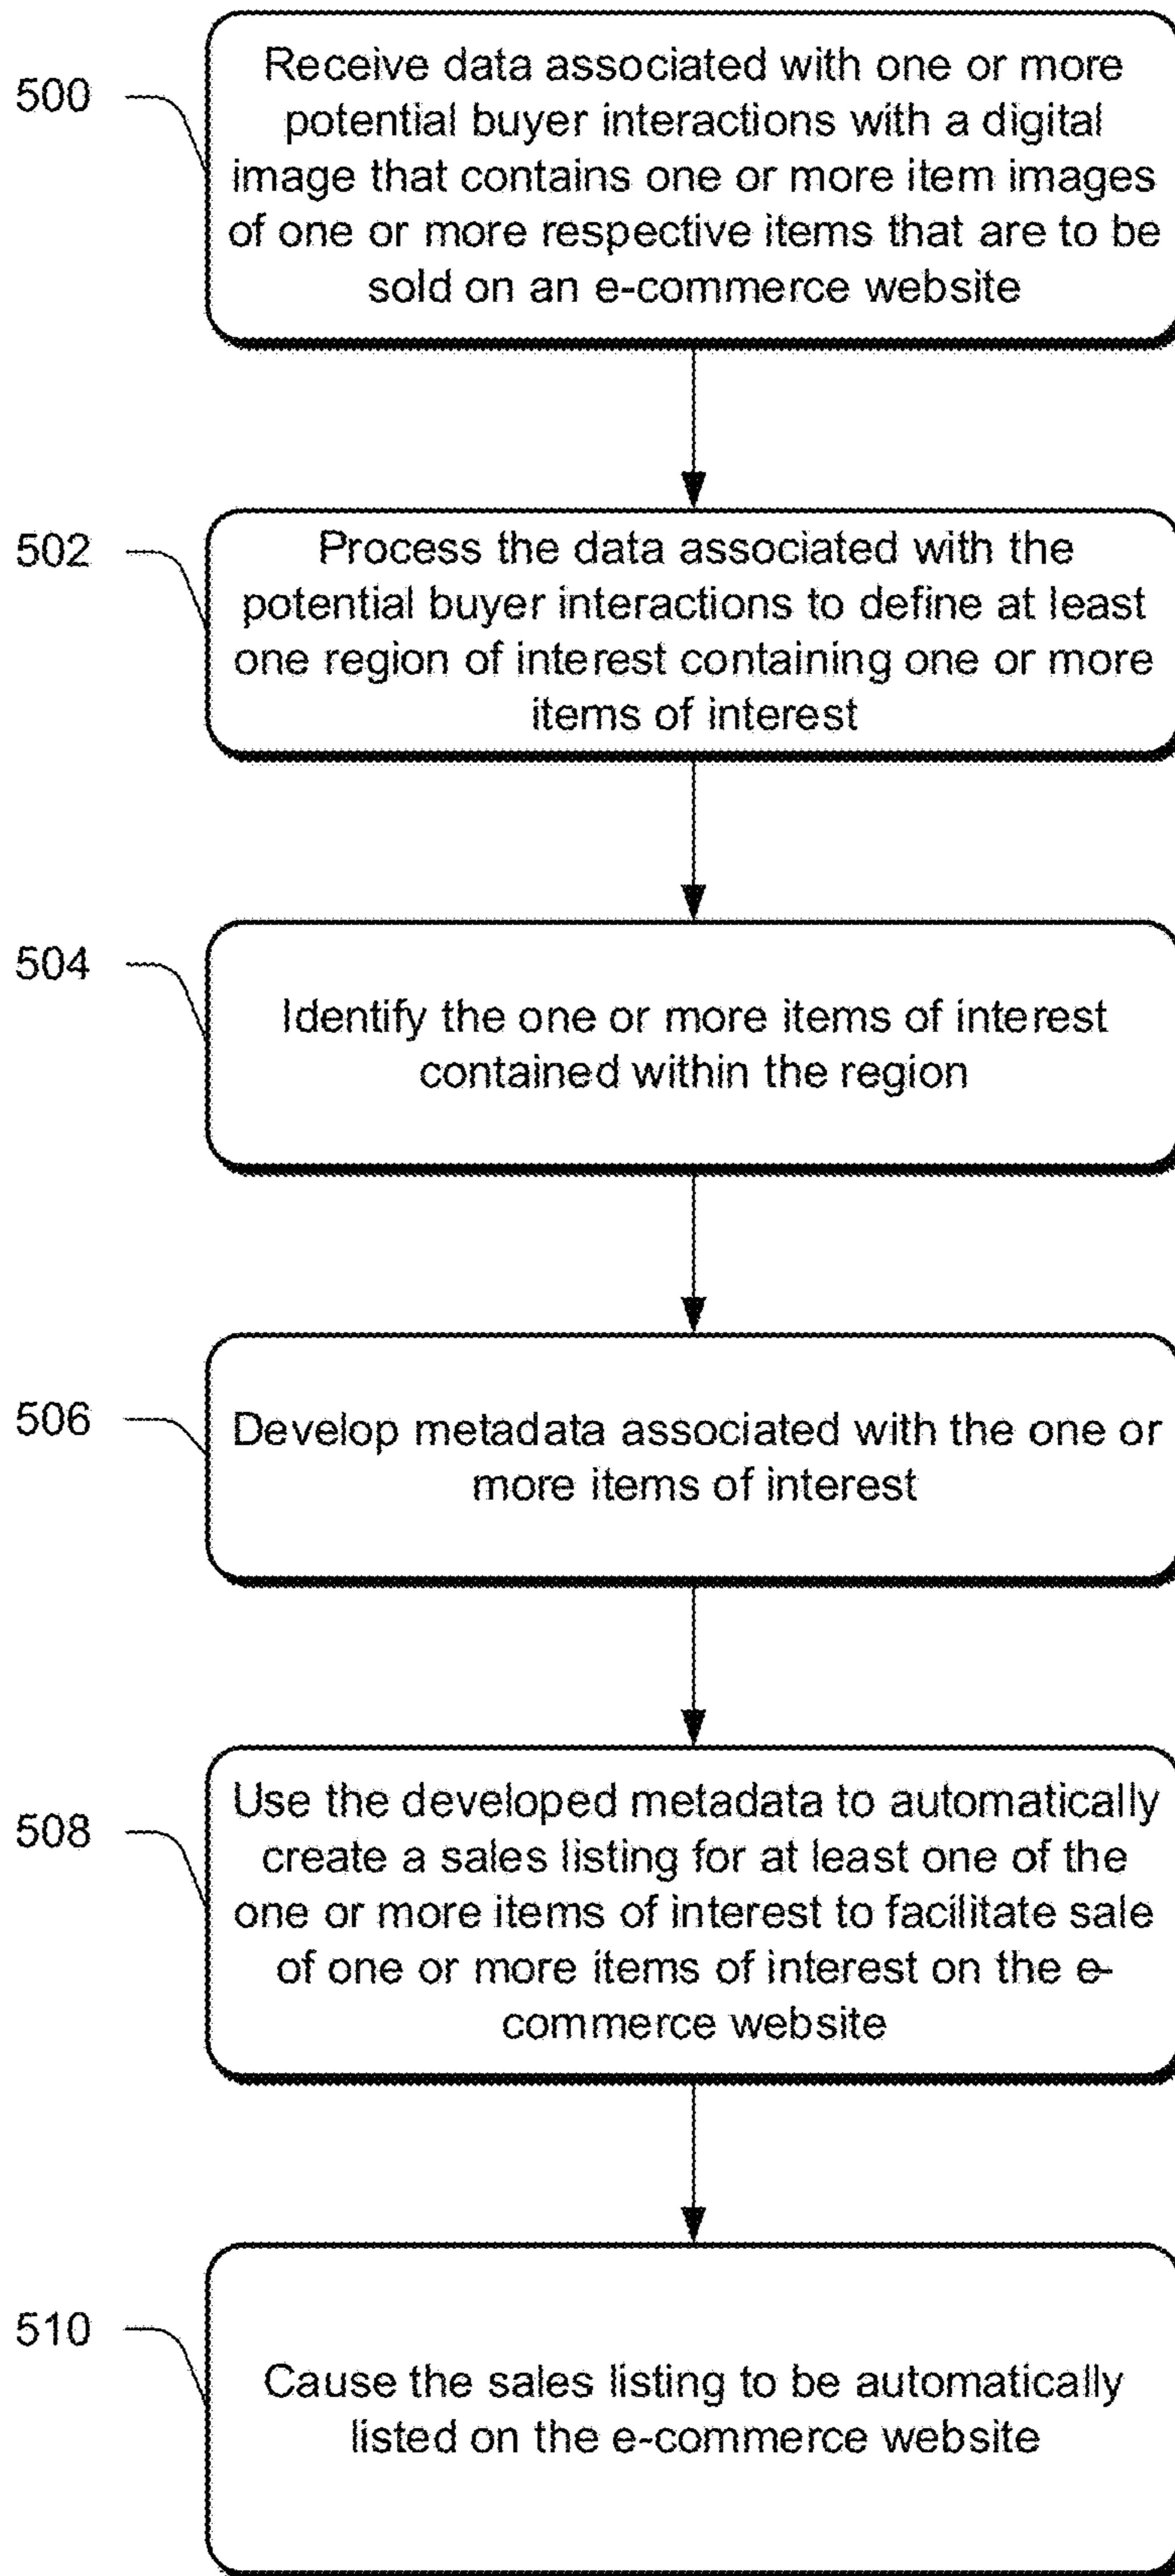 500
Receive data associated with one or more
potential buyer interactions with a digital
image that contains one or more item images
of one or more respective items that are to be
sold on an e-commerce website
502
Process the data associated with the
potential buyer interactions to define at least
one region of interest containing one or more
items of interest
504
Identify the one or more items of interest
contained within the region
506
Develop metadata associated with the one or
more items of interest
508
Use the developed metadata to automatically
create a sales listing for at least one of the
one or more items of interest to facilitate sale
of one or more items of interest on the e-
commerce website
510
Cause the sales listing to be automatically
listed on the e-commerce website